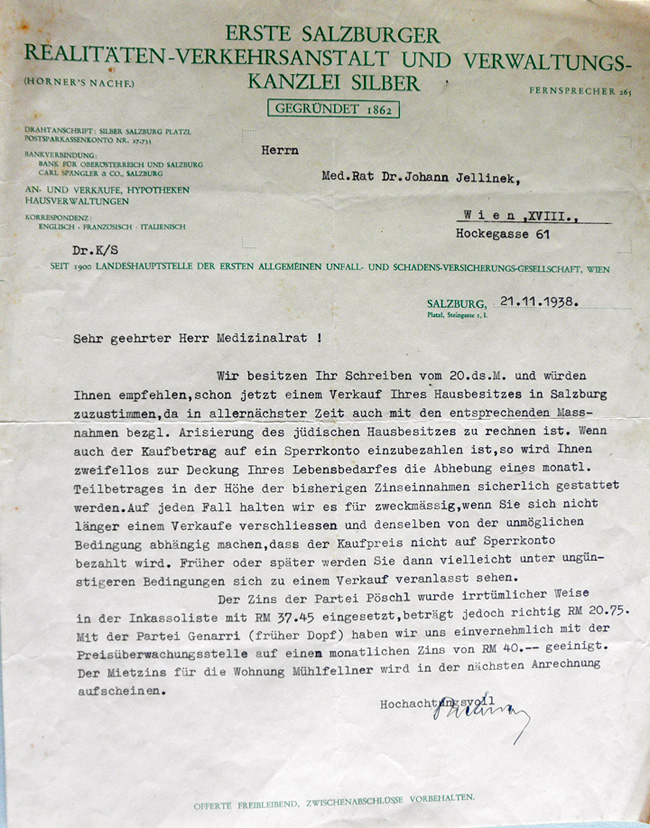 ERSTE SALZBURGER
REALITÄTEN-VERKEHRSANSTALT UND VERWALTUNGS-
KANZLEI SILBER
(HORNER'S NACHF.)
FERNSPRECHER 265
GEGRÜNDET 1862
DRAHTANSCHRIFT: SILBER SALZBURG PLATZL
POSTSPARKASSENKONTO NR. 27.731
BANKVERBINDUNG:
BANK FÜR OBERÖSTERREICH UND SALZBURG
CARL SPÄNGLER & CO., SALZBURG
AN- UND VERKÄUFE, HYPOTHEKEN
HAUSVERWALTUNGEN
KORRESPONDENZ:
ENGLISCH - FRANZÖSISCH - ITALIENISCH
Herrn
Med.Rat Dr.Johann Jellinek,
Wien,XVIII.,
Hockegasse 61
Dr.K/S
SEIT 1900 LANDESHAUPTSTELLE DER ERSTEN ALLGEMEINEN UNFALL- UND SCHADENS-VERSICHERUNGS-GESELLSCHAFT, WIEN
SALZBURG, 21.11.1938.
Platzl, Steingasse 1, I.
Sehr geehrter Herr Medizinalrat !
Wir besitzen Ihr Schreiben vom 20.ds.M. und würden
Ihnen empfehlen,schon jetzt einem Verkauf Ihres Hausbesitzes in Salzburg
zuzustimmen,da in allernächster Zeit auch mit den entsprechenden Mass-
nahmen bezgl. Arisierung des jüdischen Hausbesitzes zu rechnen ist. Wenn
auch der Kaufbetrag auf ein Sperrkonto einzubezahlen ist,so wird Ihnen
zweifellos zur Deckung Ihres Lebensbedarfes die Abhebung eines monatl.
Teilbetrages in der Höhe der bisherigen Zinseinnahmen sicherlich gestattet
werden.Auf jeden Fall halten wir es für zweckmässig,wenn Sie sich nicht
länger einem Verkaufe verschliessen und denselben von der unmöglichen
Bedingung abhängig machen,dass der Kaufpreis nicht auf Sperrkonto
bezahlt wird. Früher oder später werden Sie dann vielleicht unter ungün-
stigeren Bedingungen sich zu einem Verkauf veranlasst sehen.
Der Zins der Partei Pöschl wurde irrtümlicher Weise
in der Inkassoliste mit RM 37.45 eingesetzt,beträgt jedoch richtig RM 20.75.
Mit der Partei Genarri (früher Dopf) haben wir uns einvernehmlich mit der
Preisüberwachungsstelle auf einen monatlichen Zins von RM 40.-- geeinigt.
Der Mietzins für die Wohnung Mühlfellner wird in der nächsten Anrechnung
aufscheinen.
Hochachtungsvoll
OFFERTE FREIBLEIBEND, ZWISCHENABSCHLÜSSE VORBEHALTEN.